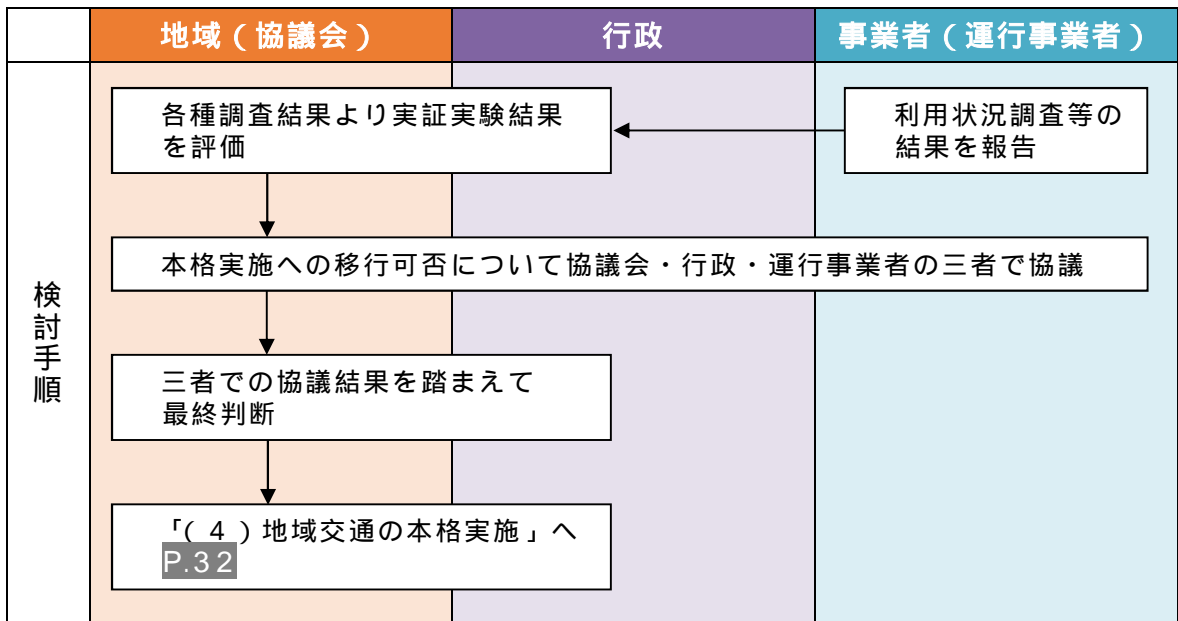 地域（協議会）
行政
事業者（運行事業者）
検討手順
各種調査結果より実証実験結果
を評価
利用状況調査等の
結果を報告
本格実施への移行可否について協議会・行政・運行事業者の三者で協議
三者での協議結果を踏まえて
最終判断
「(４）地域交通の本格実施」へ
P.32